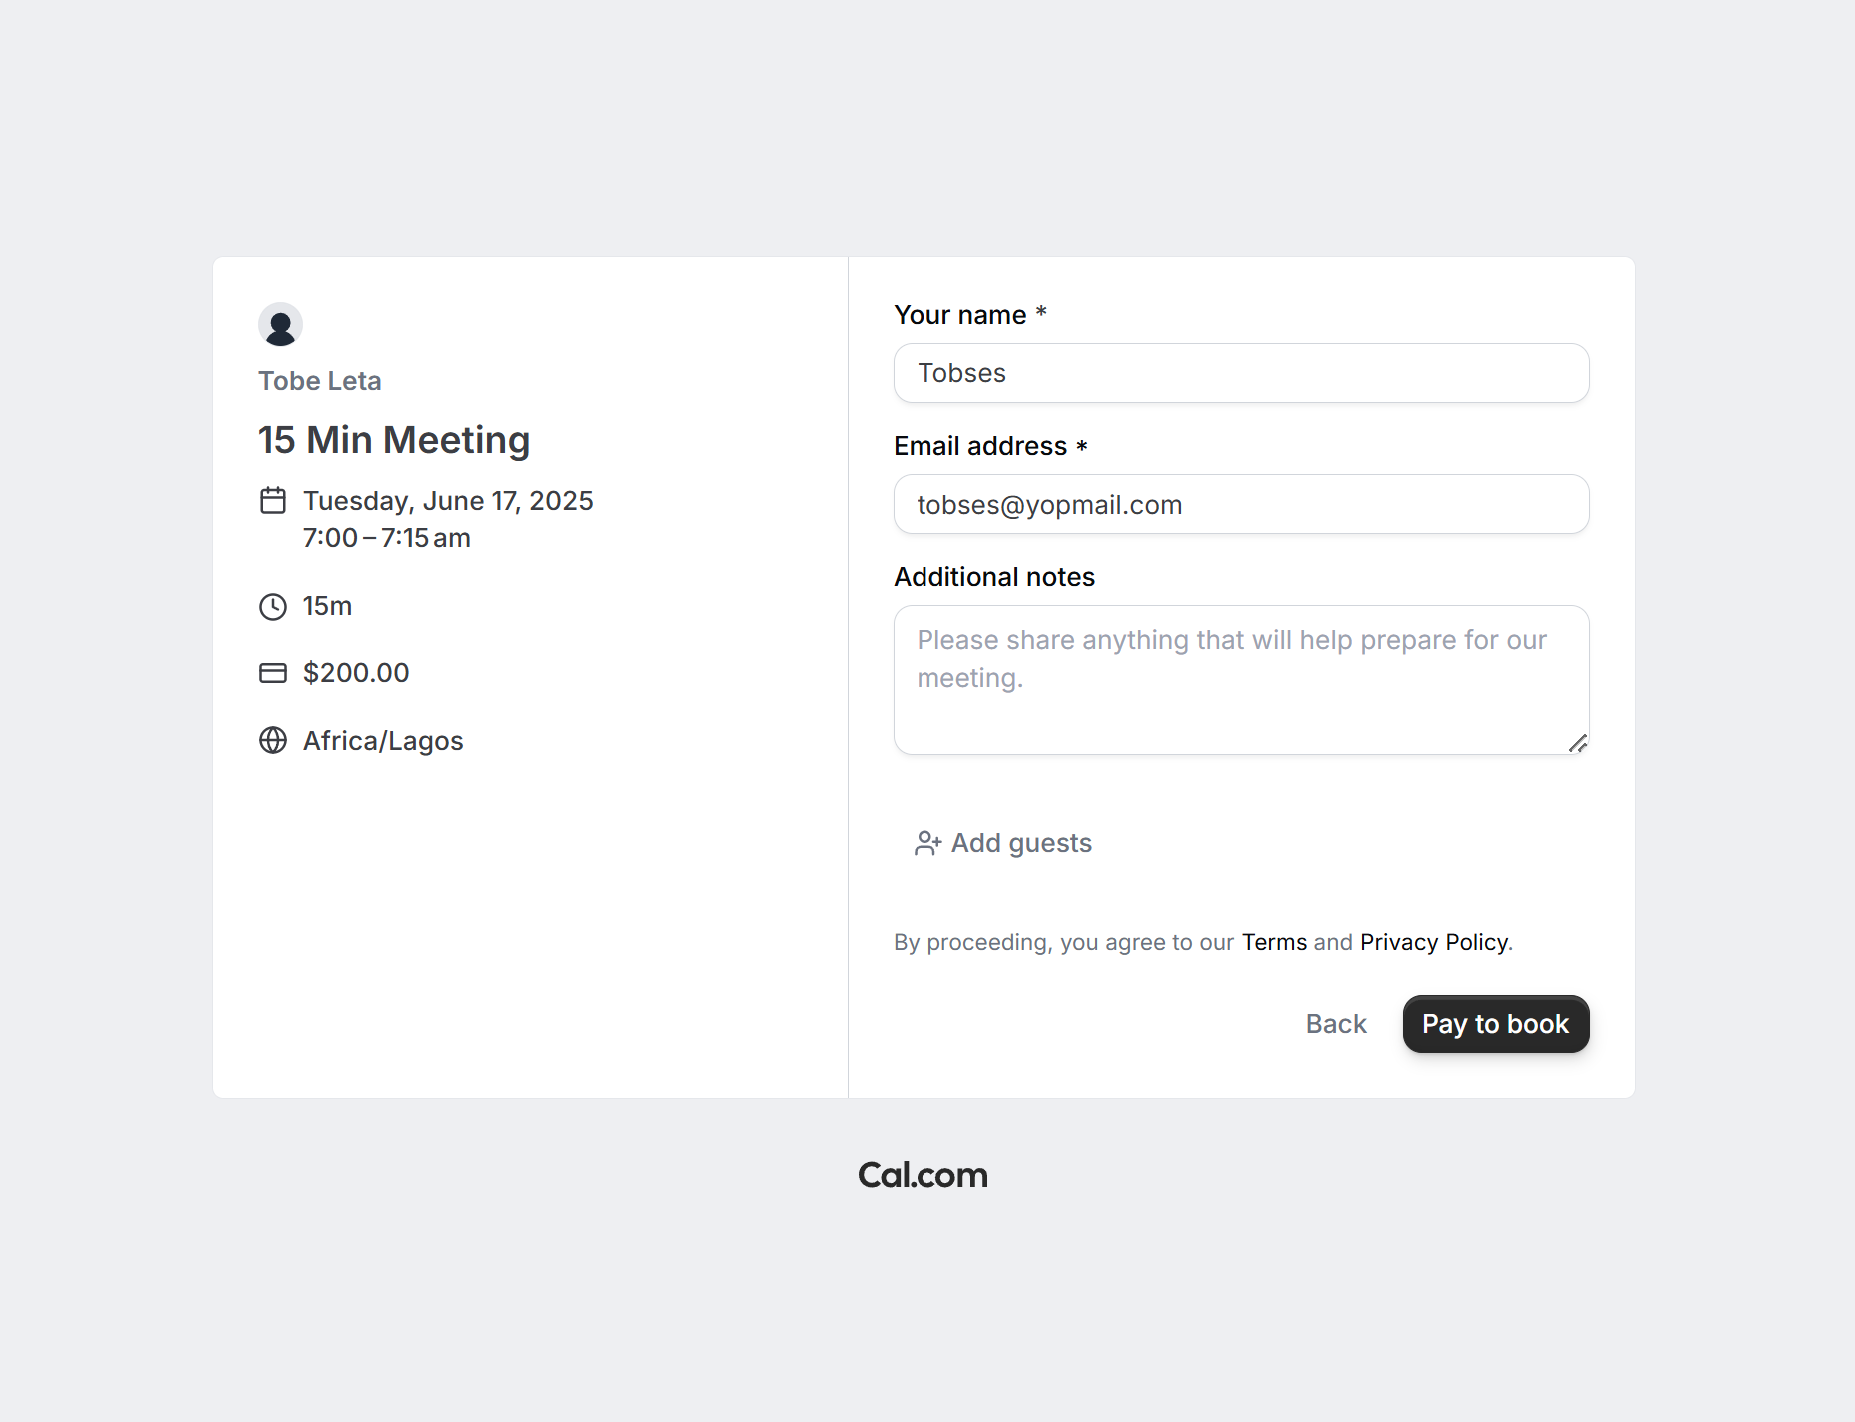 Tobe Leta
15 Min Meeting
Tuesday, June 17, 2025
7:00 – 7:15 am
15m
$200.00
Africa/Lagos
Your name *
Tobses
Email address *
tobses@yopmail.com
Additional notes
Please share anything that will help prepare for our
meeting.
Add guests
By proceeding, you agree to our Terms and Privacy Policy.
Back
Pay to book
Cal.com